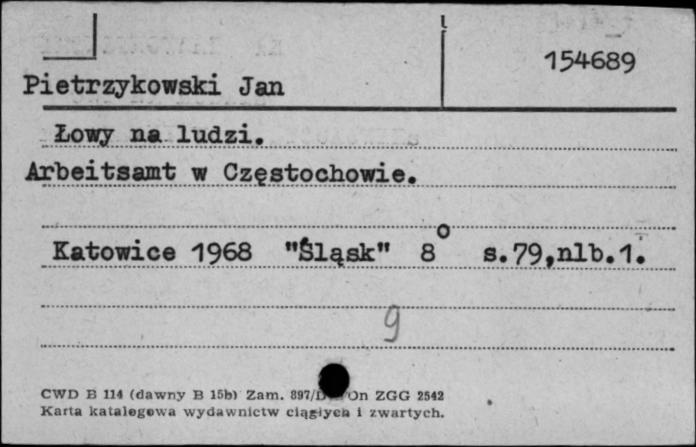 154689
Pietrzykowski Jan
Łowy na ludzi.
Arbeitsamt w Częstochowie.
Katowice 1968 "Śląsk" 8° s.79,nlb.1.
9
CWD B 114 (dawny B 15b) Zam. 897/ On ZGG 2542
Karta katalogowa wydawnictw ciągłych i zwartych.